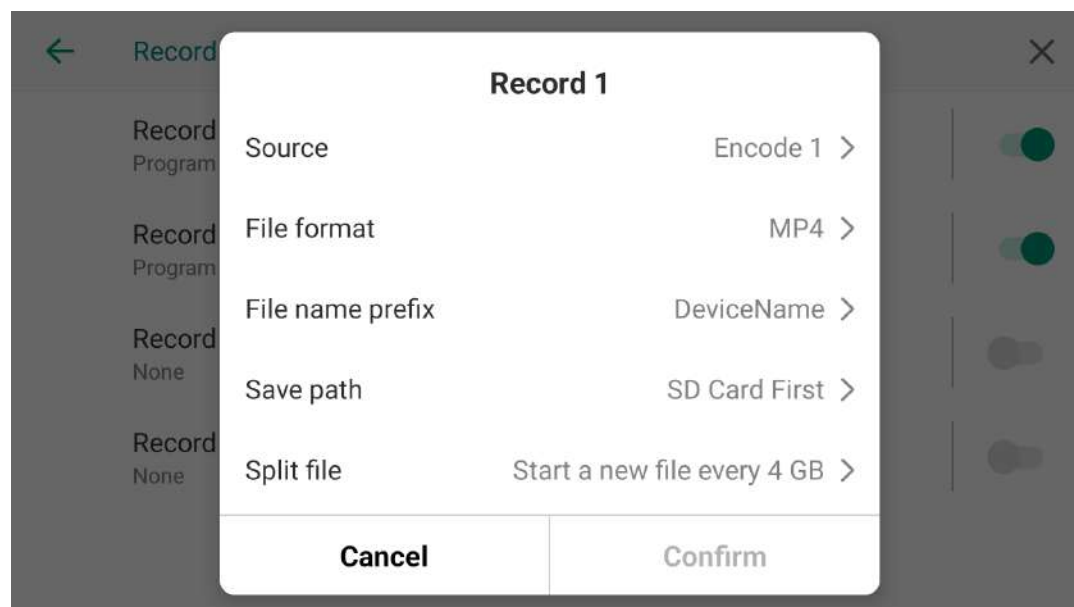 Record
Record 1
Record
Program
Source
Encode 1
Record
Program
File format
MP4
File name prefix
DeviceName
Record
None
Save path
SD Card First
Record
None
Split file
Start a new file every 4 GB
Cancel
Confirm